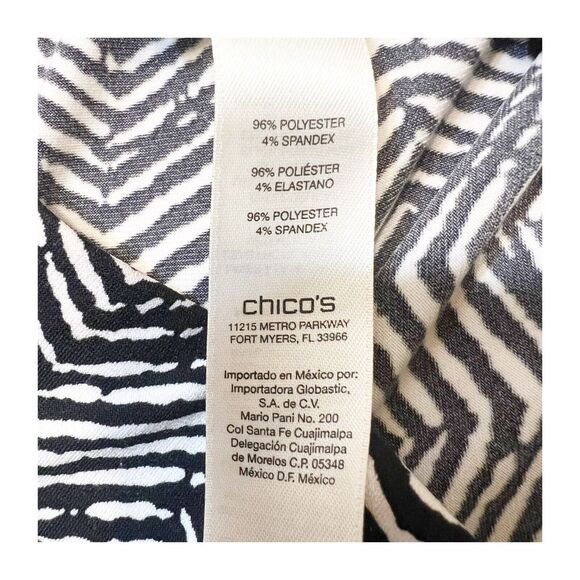 96% POLYESTER
4% SPANDEX
96% POLIÉSTER
4% ELASTANO
96% POLYESTER
4% SPANDEX
chico's
11215 METRO PARKWAY
FORT MYERS, FL 33966
Importado en México por:
Importadora Globastic,
S.A. de C.V.
Mario Pani No. 200
Col Santa Fe Cuajimalpa
Delegación Cuajimalpa
de Morelos C.P. 05348
México D.F. México